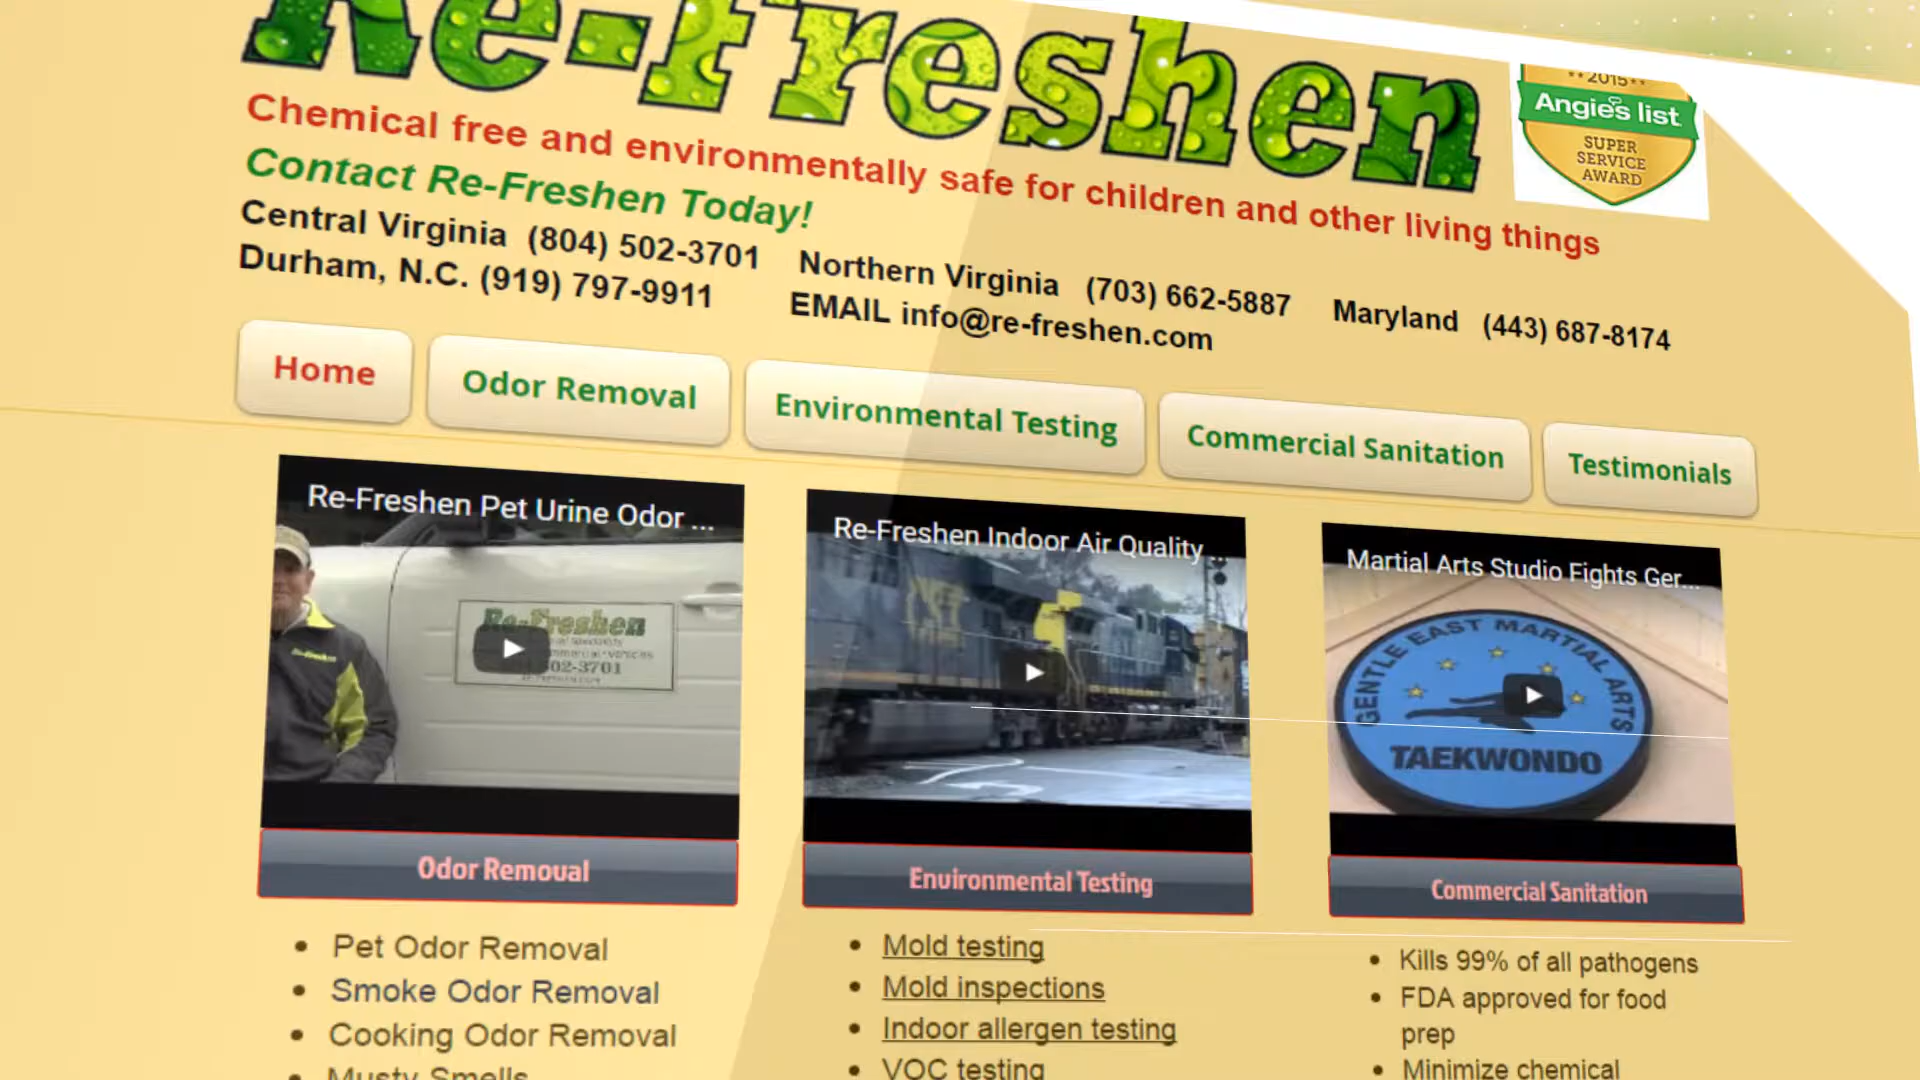 Re-Freshen
2015
Angie's list
SUPER
SERVICE
AWARD
Chemical free and environmentally safe for children and other living things
Contact Re-Freshen Today!
Central Virginia (804) 502-3701 Northern Virginia (703) 662-5887 Maryland (443) 687-8174
Durham, N.C. (919) 797-9911 EMAIL info@re-freshen.com
Home
Odor Removal
Environmental Testing
Commercial Sanitation
Testimonials
Re-Freshen Pet Urine Odor ...
Re-Freshen
502-3701
Re-Freshen Indoor Air Quality ...
Martial Arts Studio Fights Ger...
GENTLE EAST MARTIAL ARTS
TAEKWONDO
Odor Removal
Environmental Testing
Commercial Sanitation
Pet Odor Removal
Smoke Odor Removal
Cooking Odor Removal
Musty Smells
Mold testing
Mold inspections
Indoor allergen testing
VOC testing
Kills 99% of all pathogens
FDA approved for food
prep
Minimize chemical